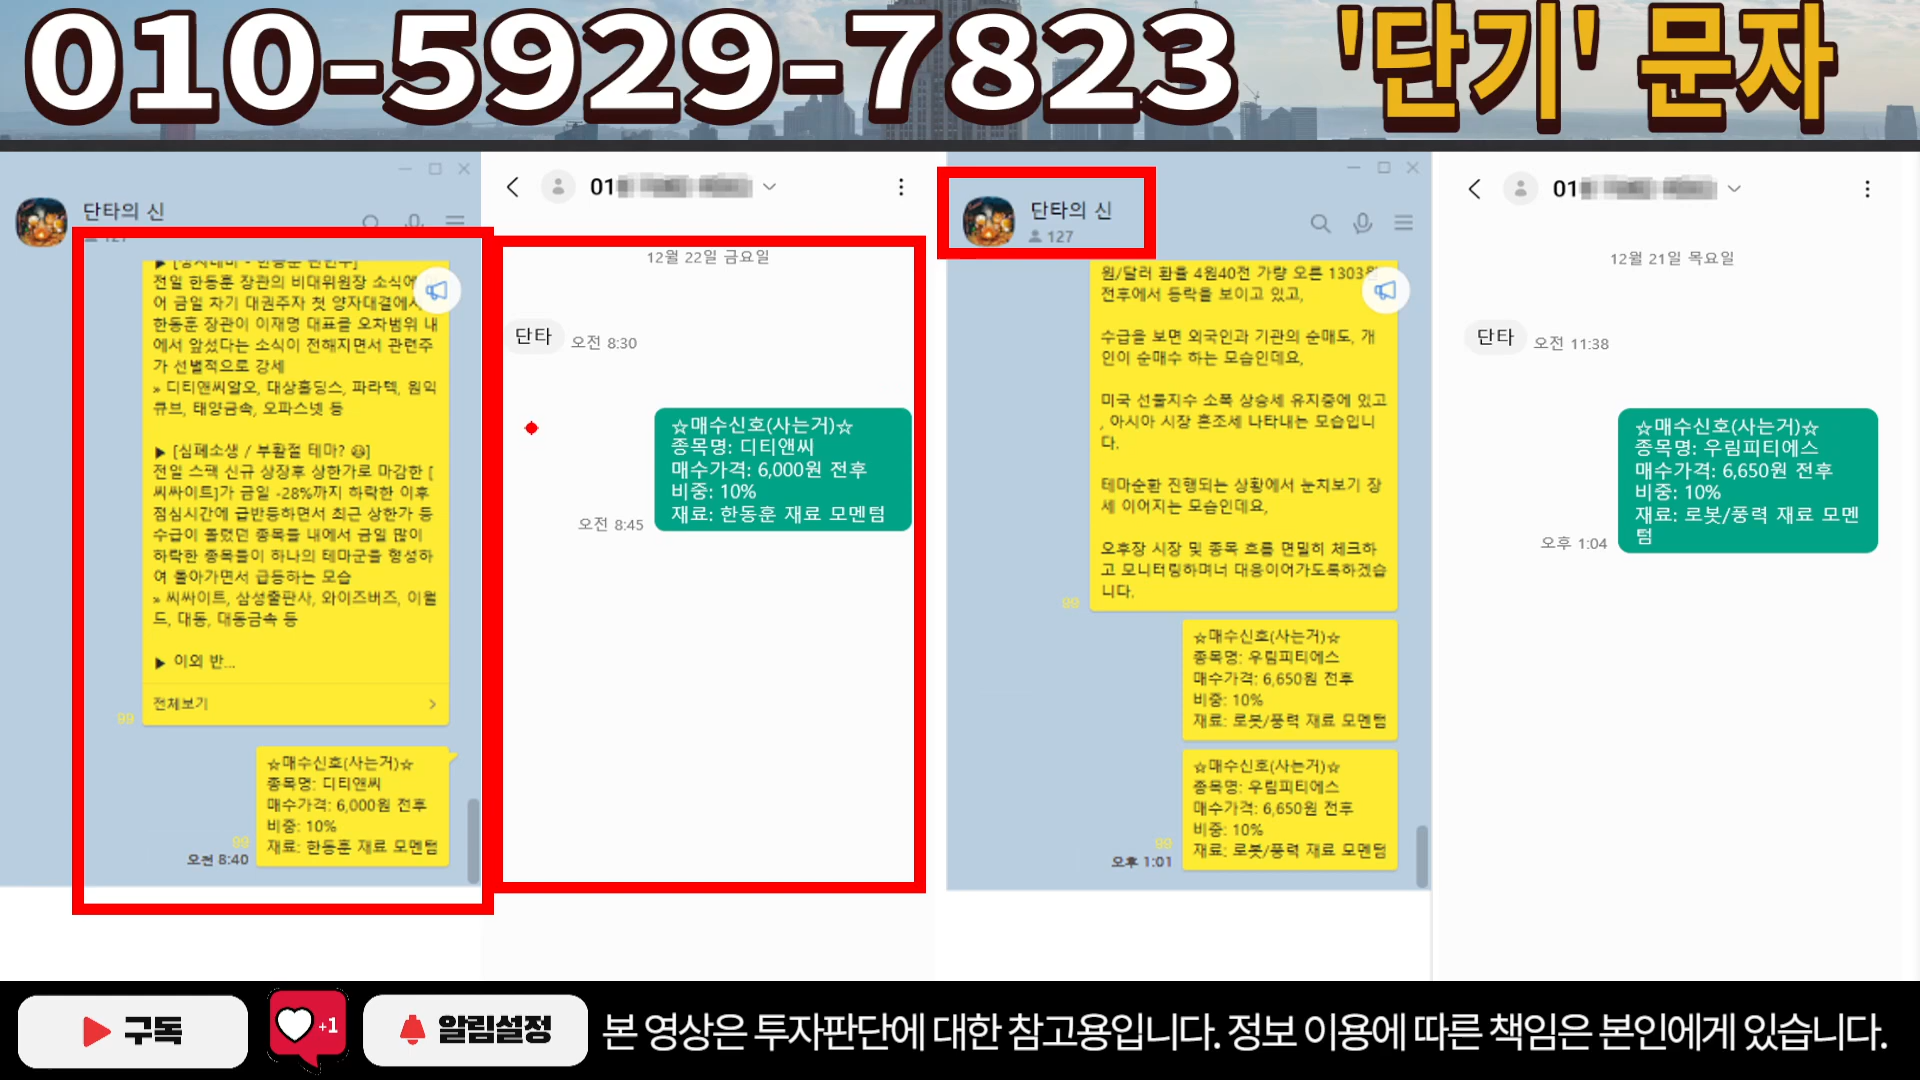 010-5929-7823 '단기' 문자
단타의 신
전일 한동훈 장관의 비대위원장 소식에
어 금일 차기 대권주자 첫 양자대결에서
한동훈 장관이 이재명 대표를 오차범위 내
에서 앞섰다는 소식이 전해지면서 관련주
가 선별적으로 강세
» 디티앤씨알오, 대상홀딩스, 파라텍, 원익
큐브, 태양금속, 오파스넷 등
▶ [심폐소생 / 부활절 테마? ]
전일 스팩 신규 상장후 상한가로 마감한 [
씨싸이트]가 금일 -28%까지 하락한 이후
점심시간에 급반등하면서 최근 상한가 등
수급이 몰렸던 종목들 내에서 금일 많이
하락한 종목들이 하나의 테마군을 형성하
여 돌아가면서 급등하는 모습
» 씨싸이트, 삼성출판사, 와이즈버즈, 이월
드, 대동, 대동금속 등
▶ 이외 반...
전체보기
99
☆매수신호(사는거)☆
종목명: 디티앤씨
매수가격: 6,000원 전후
비중: 10%
재료: 한동훈 재료 모멘텀
99
오전 8:40
01
12월 22일 금요일
단타
오전 8:30
☆매수신호(사는거)☆
종목명: 디티앤씨
매수가격: 6,000원 전후
비중: 10%
재료: 한동훈 재료 모멘텀
오전 8:45
단타의 신
127
원/달러 환율 4원40전 가량 오른 1303원
전후에서 등락을 보이고 있고,
수급을 보면 외국인과 기관의 순매도, 개
인이 순매수 하는 모습인데요,
미국 선물지수 소폭 상승세 유지중에 있고
, 아시아 시장 혼조세 나타내는 모습입니
다.
테마순환 진행되는 상황에서 눈치보기 장
세 이어지는 모습인데요,
오후장 시장 및 종목 흐름 면밀히 체크하
고 모니터링하며너 대응이어가도록하겠습
니다.
99
☆매수신호(사는거)☆
종목명: 우림피티에스
매수가격: 6,650원 전후
비중: 10%
재료: 로봇/풍력 재료 모멘텀
☆매수신호(사는거)☆
종목명: 우림피티에스
매수가격: 6,650원 전후
비중: 10%
재료: 로봇/풍력 재료 모멘텀
99
오후 1:01
01
12월 21일 목요일
단타
오전 11:38
☆매수신호(사는거)☆
종목명: 우림피티에스
매수가격: 6,650원 전후
비중: 10%
재료: 로봇/풍력 재료 모멘
텀
오후 1:04
구독
+1
알림설정
본 영상은 투자판단에 대한 참고용입니다. 정보 이용에 따른 책임은 본인에게 있습니다.